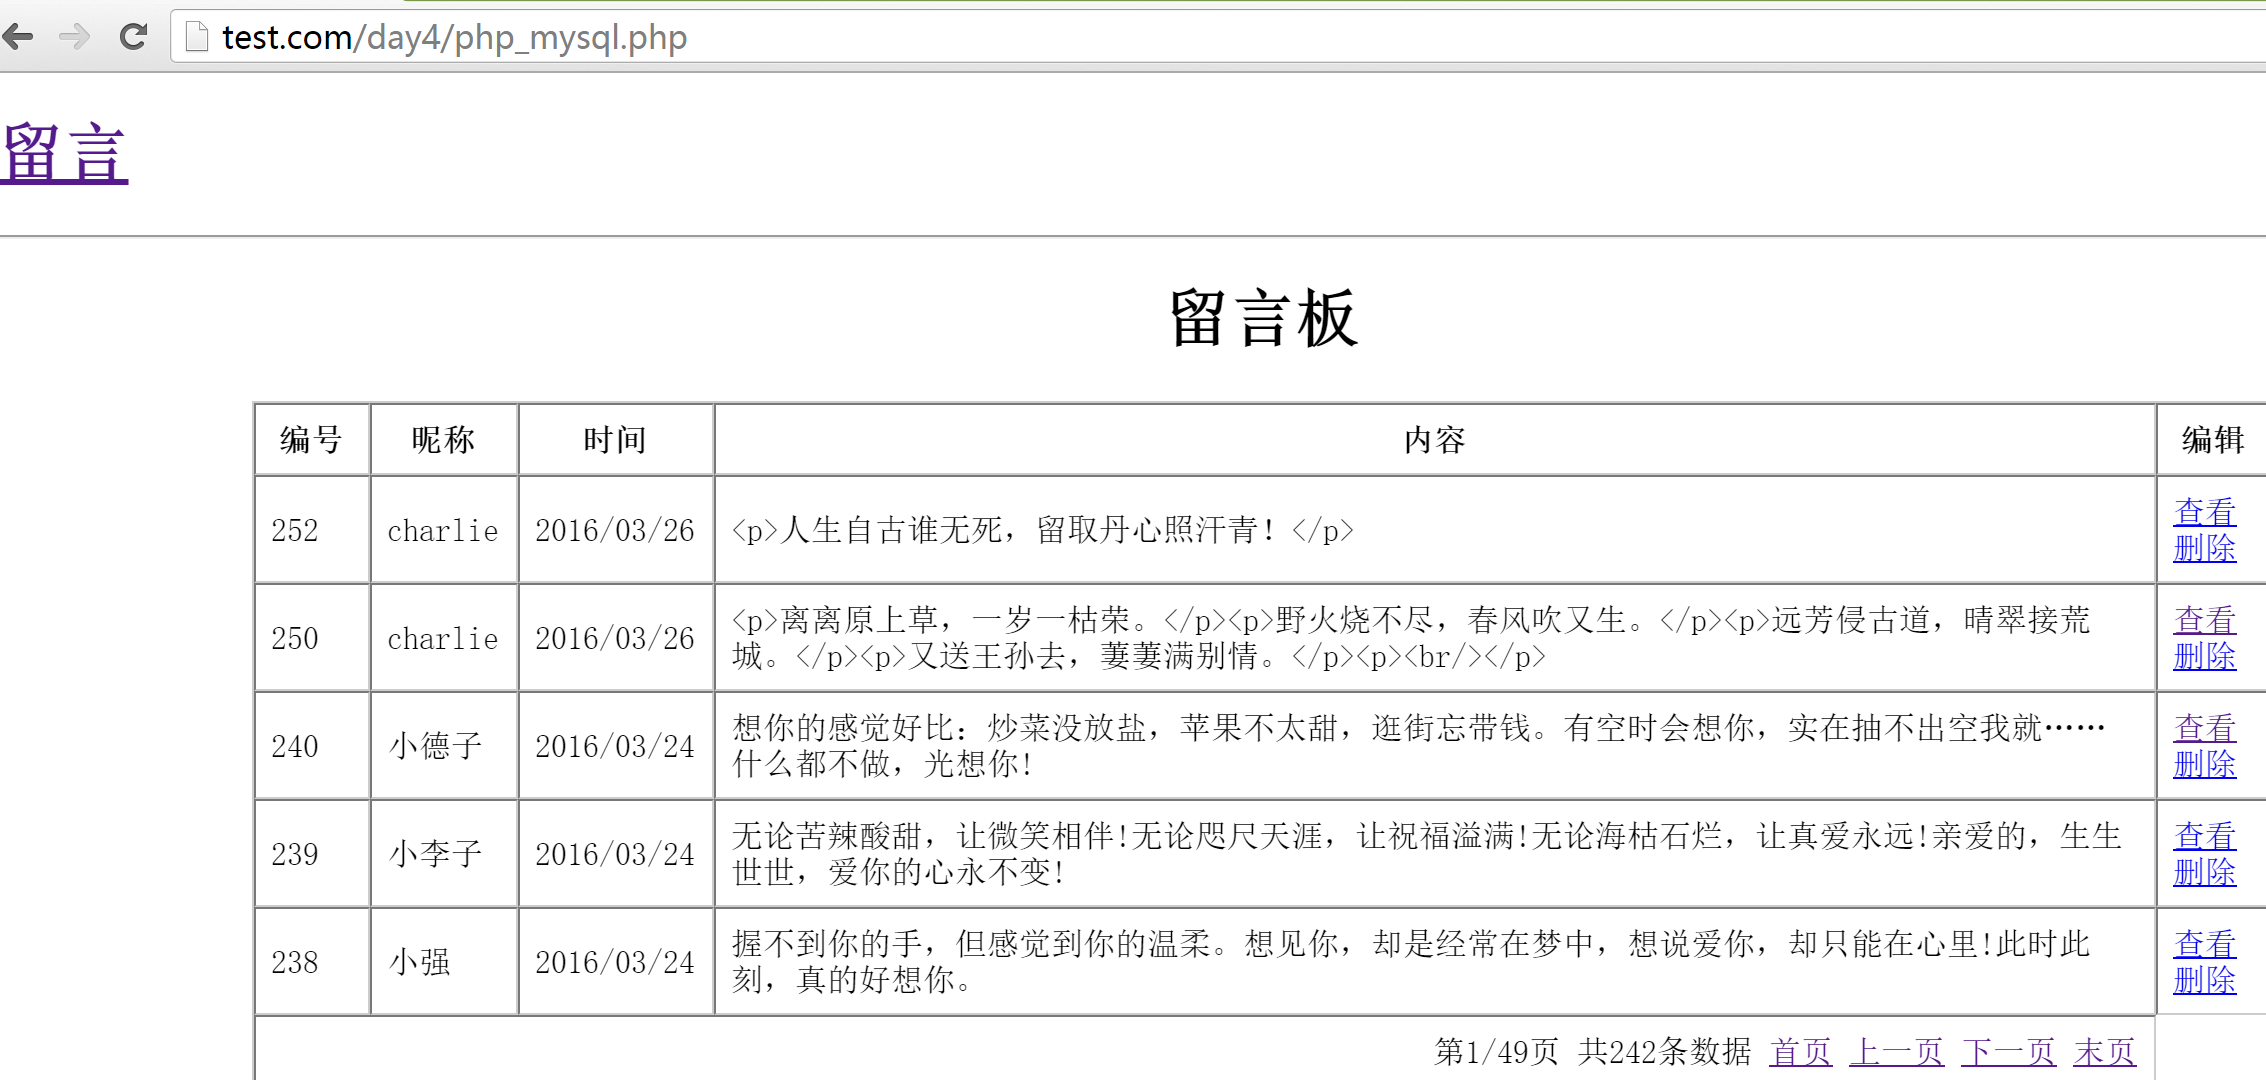 test.com/day4/php_mysql.php
留言
留言板
编号 昵称 时间 内容 编辑
252 charlie 2016/03/26 <p>人生自古谁无死，留取丹心照汗青！</p> 查看
删除
250 charlie 2016/03/26 <p>离离原上草，一岁一枯荣。</p><p>野火烧不尽，春风吹又生。</p><p>远芳侵古道，晴翠接荒 查看
城。</p><p>又送王孙去，萋萋满别情。</p><p><br/></p> 删除
240 小德子 2016/03/24 想你的感觉好比：炒菜没放盐，苹果不太甜，逛街忘带钱。有空时会想你，实在抽不出空我就…… 查看
什么都不做，光想你! 删除
239 小李子 2016/03/24 无论苦辣酸甜，让微笑相伴!无论咫尺天涯，让祝福溢满!无论海枯石烂，让真爱永远!亲爱的，生生 查看
世世，爱你的心永不变! 删除
238 小强 2016/03/24 握不到你的手，但感觉到你的温柔。想见你，却是经常在梦中，想说爱你，却只能在心里!此时此 查看
刻，真的好想你。 删除
第1/49页 共242条数据 首页 上一页 下一页 末页